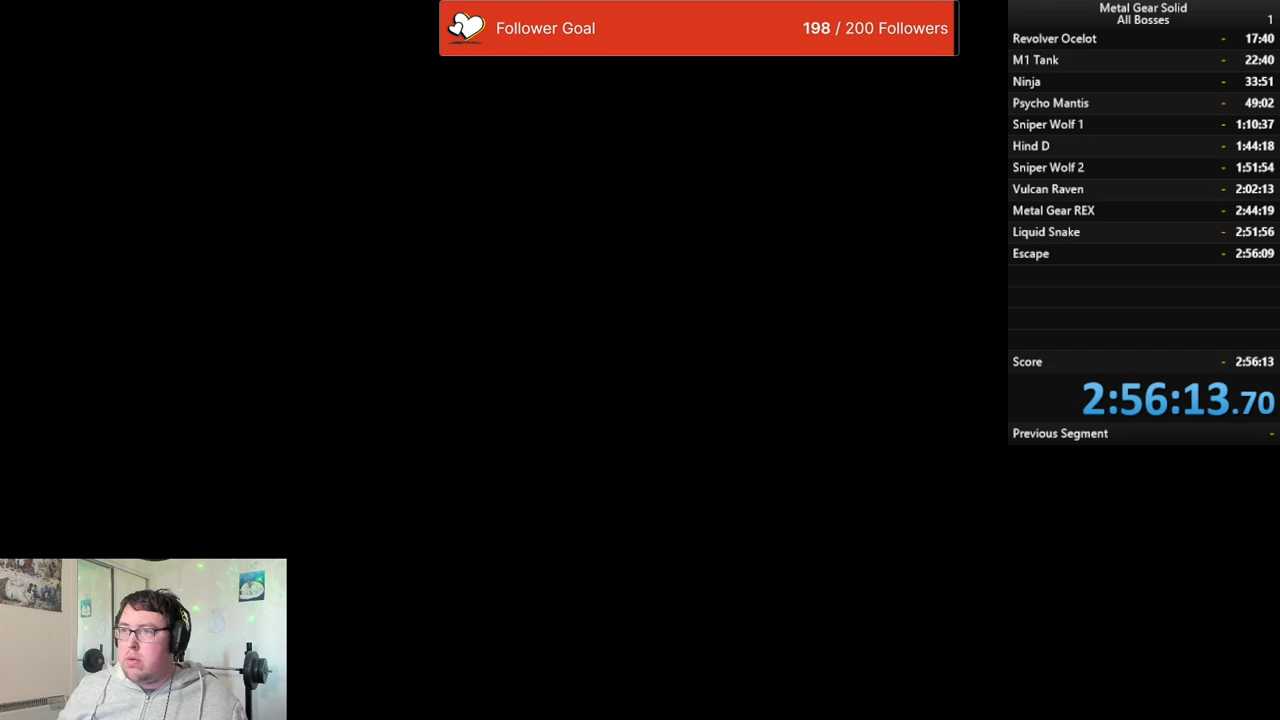 Follower Goal 198 / 200 Followers
Metal Gear Solid
All Bosses 1
Revolver Ocelot - 17:40
M1 Tank - 22:40
Ninja - 33:51
Psycho Mantis - 49:02
Sniper Wolf 1 - 1:10:37
Hind D - 1:44:18
Sniper Wolf 2 - 1:51:54
Vulcan Raven - 2:02:13
Metal Gear REX - 2:44:19
Liquid Snake - 2:51:56
Escape - 2:56:09
Score - 2:56:13
2:56:13.70
Previous Segment -